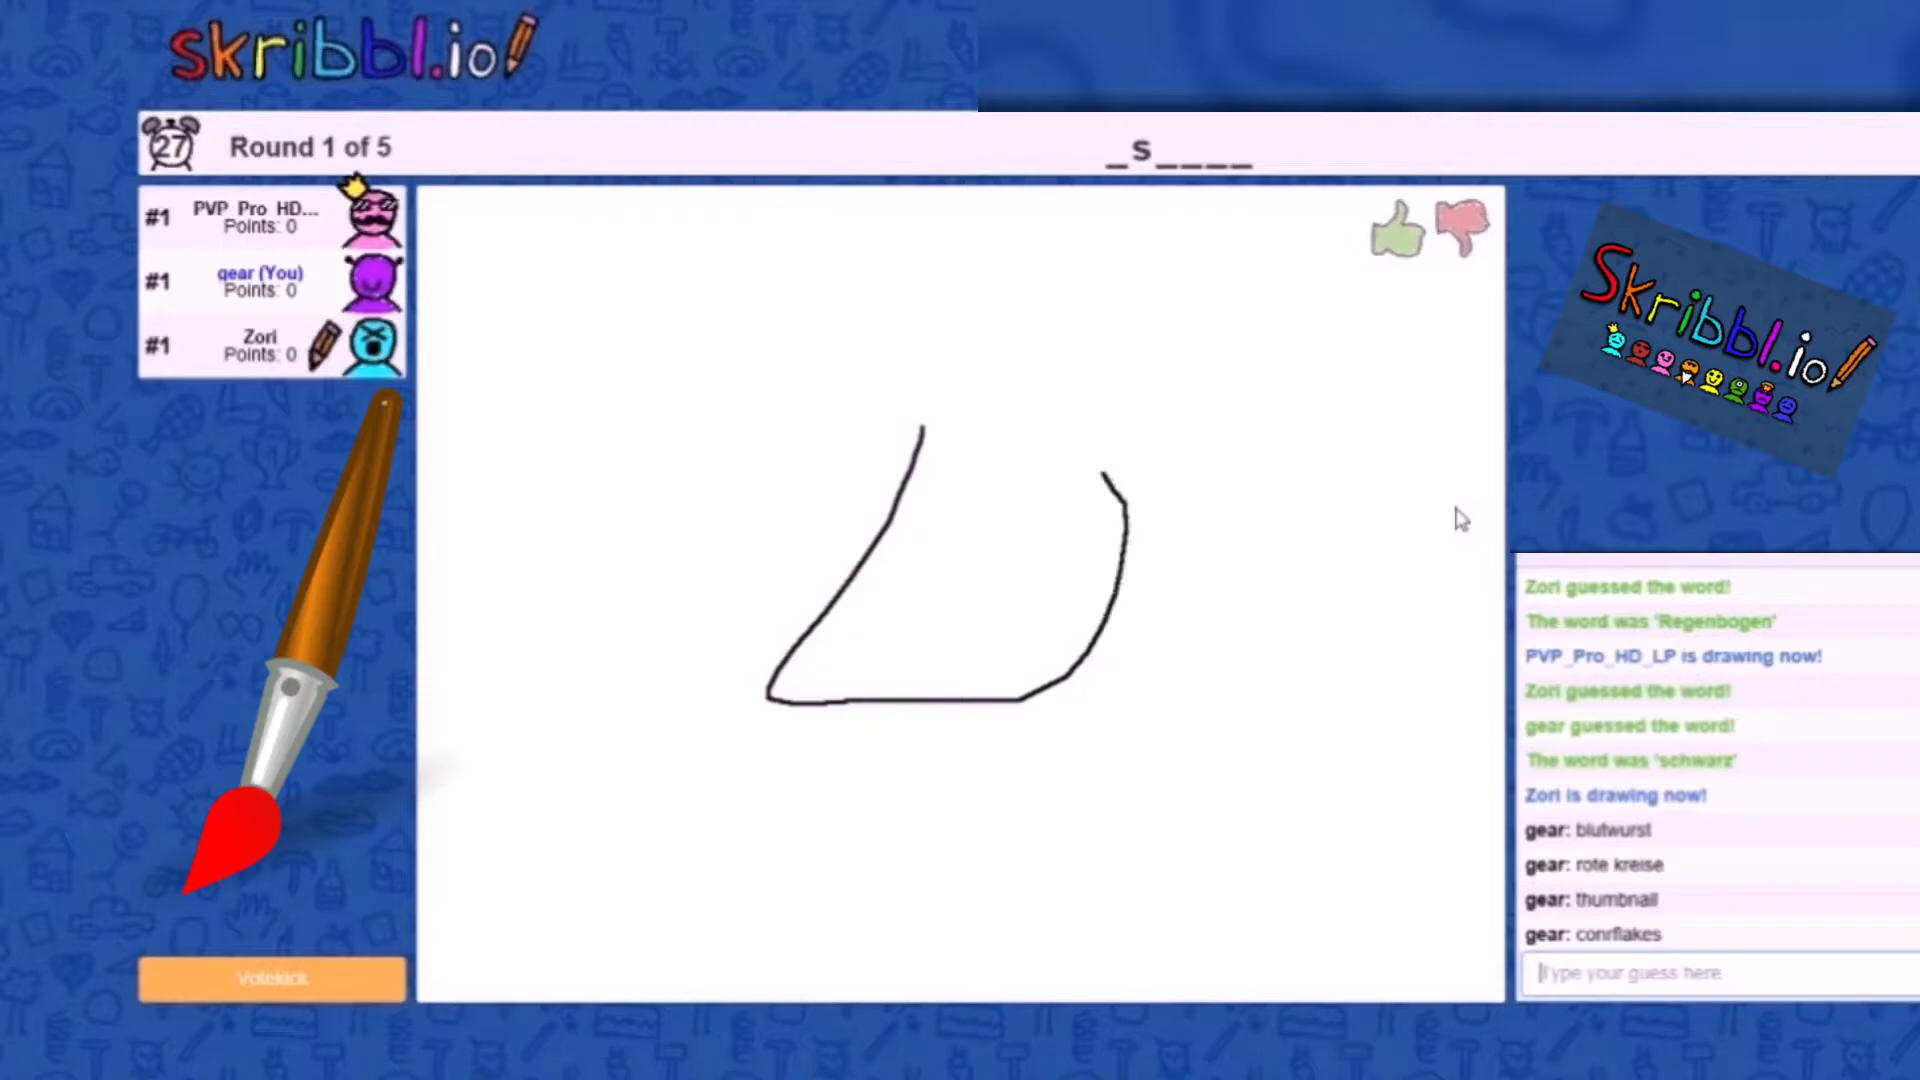 skribbl.io
27
Round 1 of 5
_s____
#1
PVP_Pro_HD...
Points: 0
#1
gear (You)
Points: 0
#1
Zori
Points: 0
Skribbl.io
Zori guessed the word!
The word was 'Regenbogen'
PVP_Pro_HD_LP is drawing now!
Zori guessed the word!
gear guessed the word!
The word was 'schwarz'
Zori is drawing now!
gear: blutwurst
gear: rote kreise
gear: thumbnail
gear: conrflakes
Type your guess here
Votekick